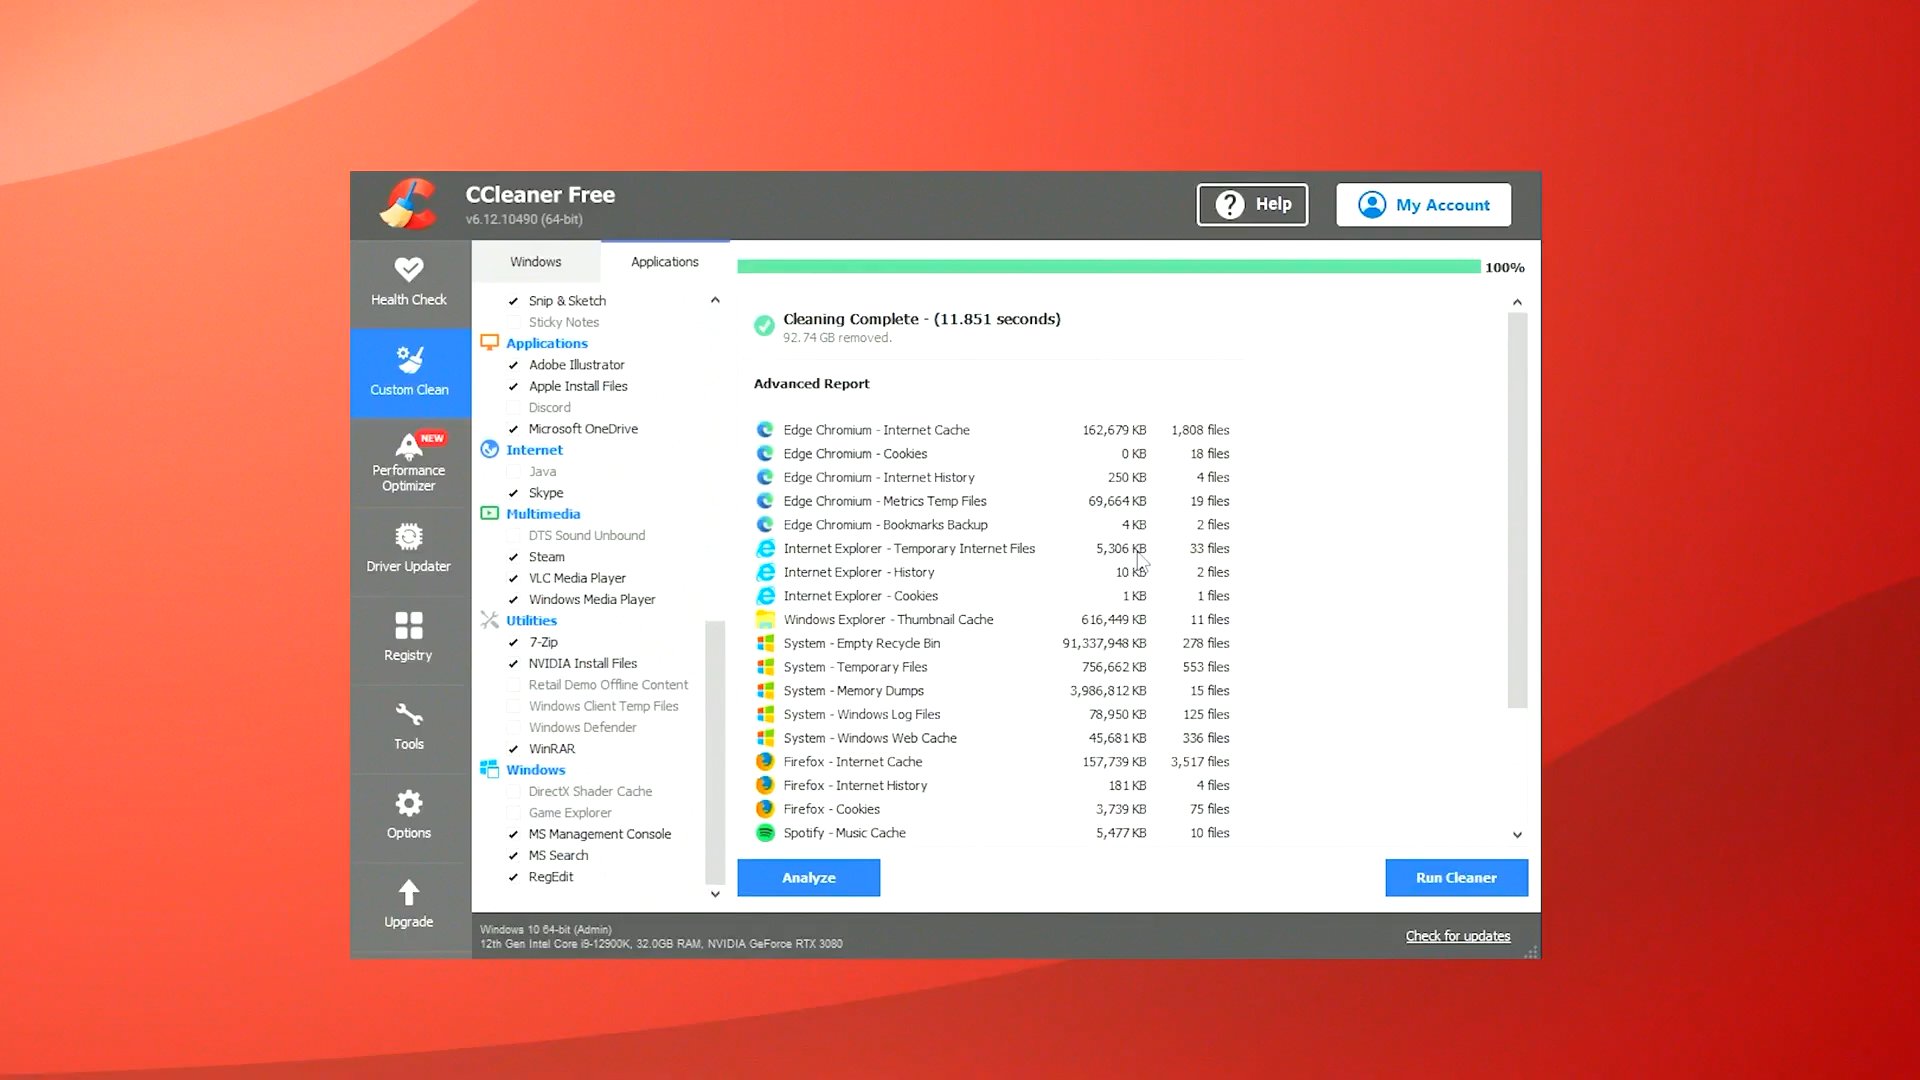 CCleaner Free
v6.12.10490 (64-bit)
Help
My Account
Health Check
Custom Clean
NEW
Performance
Optimizer
Driver Updater
Registry
Tools
Options
Upgrade
Windows
Applications
Snip & Sketch
Sticky Notes
Applications
Adobe Illustrator
Apple Install Files
Discord
Microsoft OneDrive
Internet
Java
Skype
Multimedia
DTS Sound Unbound
Steam
VLC Media Player
Windows Media Player
Utilities
7-Zip
NVIDIA Install Files
Retail Demo Offline Content
Windows Client Temp Files
Windows Defender
WinRAR
Windows
DirectX Shader Cache
Game Explorer
MS Management Console
MS Search
RegEdit
100%
Cleaning Complete - (11.851 seconds)
92.74 GB removed.
Advanced Report
Edge Chromium - Internet Cache 162,679 KB 1,808 files
Edge Chromium - Cookies 0 KB 18 files
Edge Chromium - Internet History 250 KB 4 files
Edge Chromium - Metrics Temp Files 69,664 KB 19 files
Edge Chromium - Bookmarks Backup 4 KB 2 files
Internet Explorer - Temporary Internet Files 5,306 KB 33 files
Internet Explorer - History 10 KB 2 files
Internet Explorer - Cookies 1 KB 1 files
Windows Explorer - Thumbnail Cache 616,449 KB 11 files
System - Empty Recycle Bin 91,337,948 KB 278 files
System - Temporary Files 756,662 KB 553 files
System - Memory Dumps 3,986,812 KB 15 files
System - Windows Log Files 78,950 KB 125 files
System - Windows Web Cache 45,681 KB 336 files
Firefox - Internet Cache 157,739 KB 3,517 files
Firefox - Internet History 181 KB 4 files
Firefox - Cookies 3,739 KB 75 files
Spotify - Music Cache 5,477 KB 10 files
Analyze
Run Cleaner
Windows 10 64-bit (Admin)
12th Gen Intel Core i9-12900K, 32.0GB RAM, NVIDIA GeForce RTX 3080
Check for updates